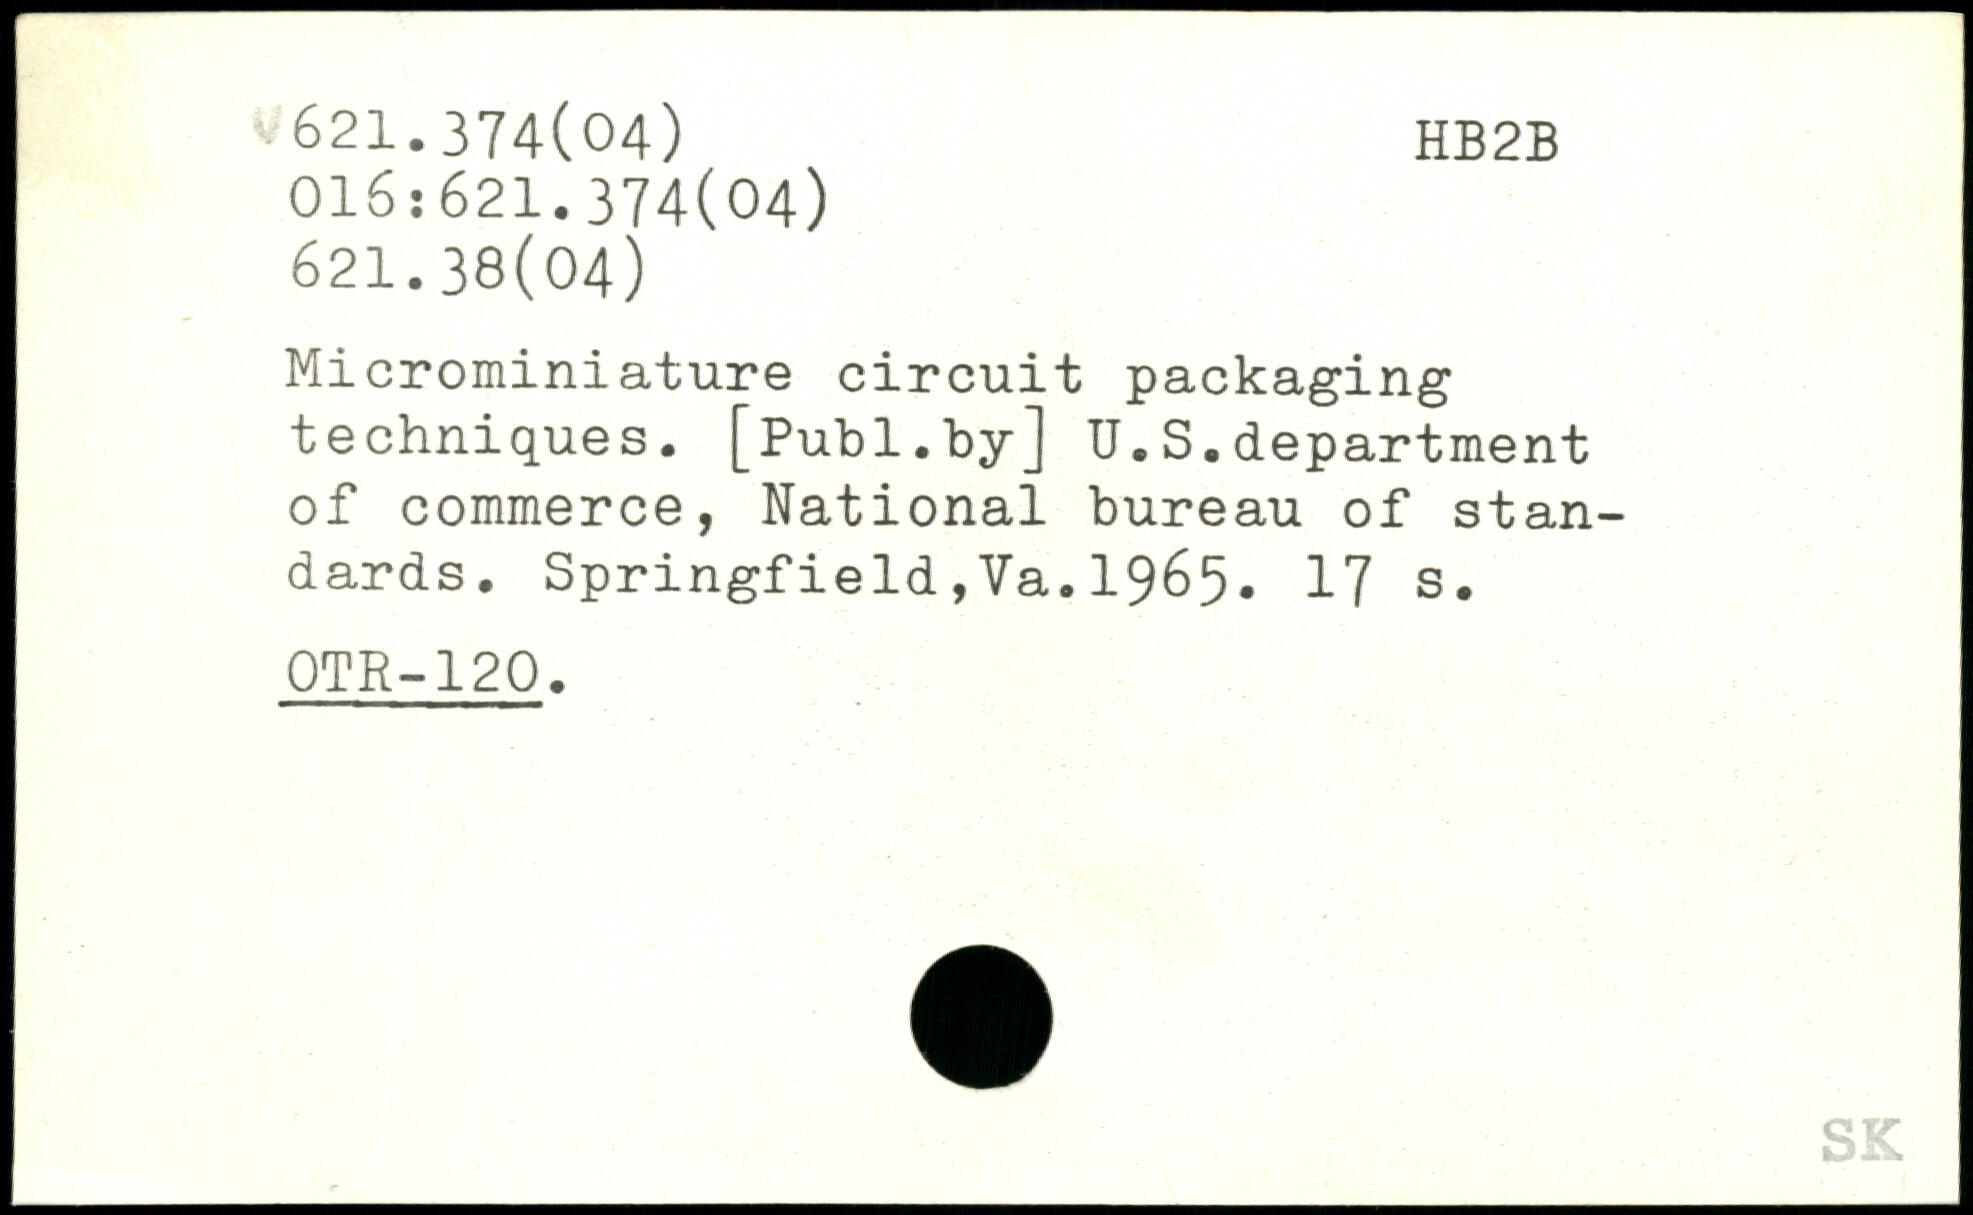 v 621.374(04) HB2B
016:621.374(04)
621.38(04)
Microminiature circuit packaging
techniques. [Publ.by] U.S.department
of commerce, National bureau of stan-
dards. Springfield,Va.1965. 17 s.
OTR-120.
SK